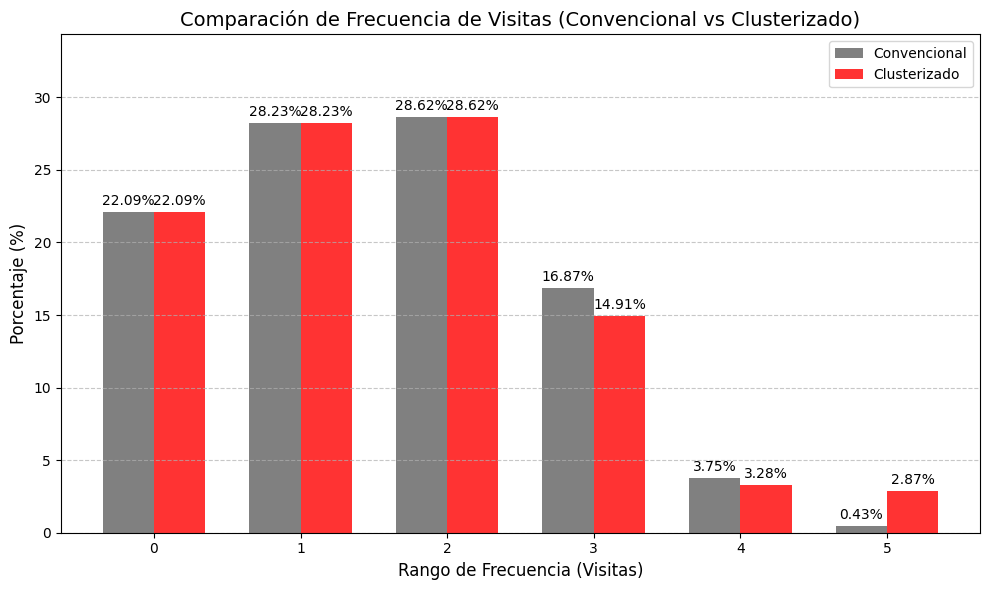 Comparación de Frecuencia de Visitas (Convencional vs Clusterizado)
Convencional
Clusterizado
Porcentaje (%)
30
25
20
15
10
5
0
22.09% 22.09%
28.23% 28.23%
28.62% 28.62%
16.87% 14.91%
3.75% 3.28%
0.43% 2.87%
0 1 2 3 4 5
Rango de Frecuencia (Visitas)